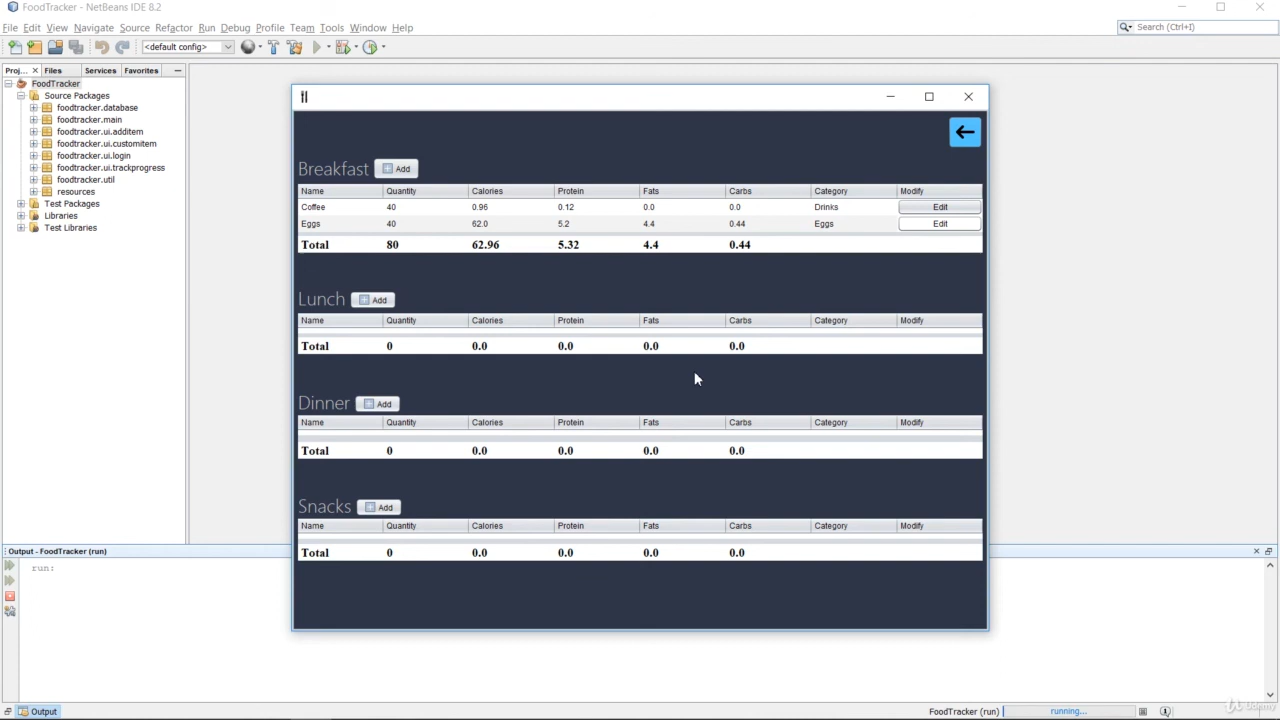 FoodTracker - NetBeans IDE 8.2
File Edit View Navigate Source Refactor Run Debug Profile Team Tools Window Help
Search (Ctrl+I)
<default config>
Proj... Files Services Favorites
FoodTracker
Source Packages
foodtracker.database
foodtracker.main
foodtracker.ui.additem
foodtracker.ui.customitem
foodtracker.ui.login
foodtracker.ui.trackprogress
foodtracker.util
resources
Test Packages
Libraries
Test Libraries
Breakfast Add
Name Quantity Calories Protein Fats Carbs Category Modify
Coffee 40 0.96 0.12 0.0 0.0 Drinks Edit
Eggs 40 62.0 5.2 4.4 0.44 Eggs Edit
Total 80 62.96 5.32 4.4 0.44
Lunch Add
Name Quantity Calories Protein Fats Carbs Category Modify
Total 0 0.0 0.0 0.0 0.0
Dinner Add
Name Quantity Calories Protein Fats Carbs Category Modify
Total 0 0.0 0.0 0.0 0.0
Snacks Add
Name Quantity Calories Protein Fats Carbs Category Modify
Total 0 0.0 0.0 0.0 0.0
Output - FoodTracker (run)
run:
Output
FoodTracker (run) running...
Udemy